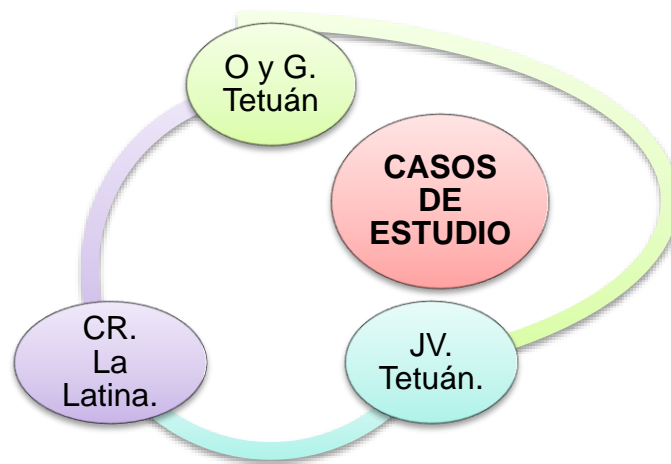 O y G.
Tetuán
CASOS
DE
ESTUDIO
CR.
La
Latina.
JV.
Tetuán.